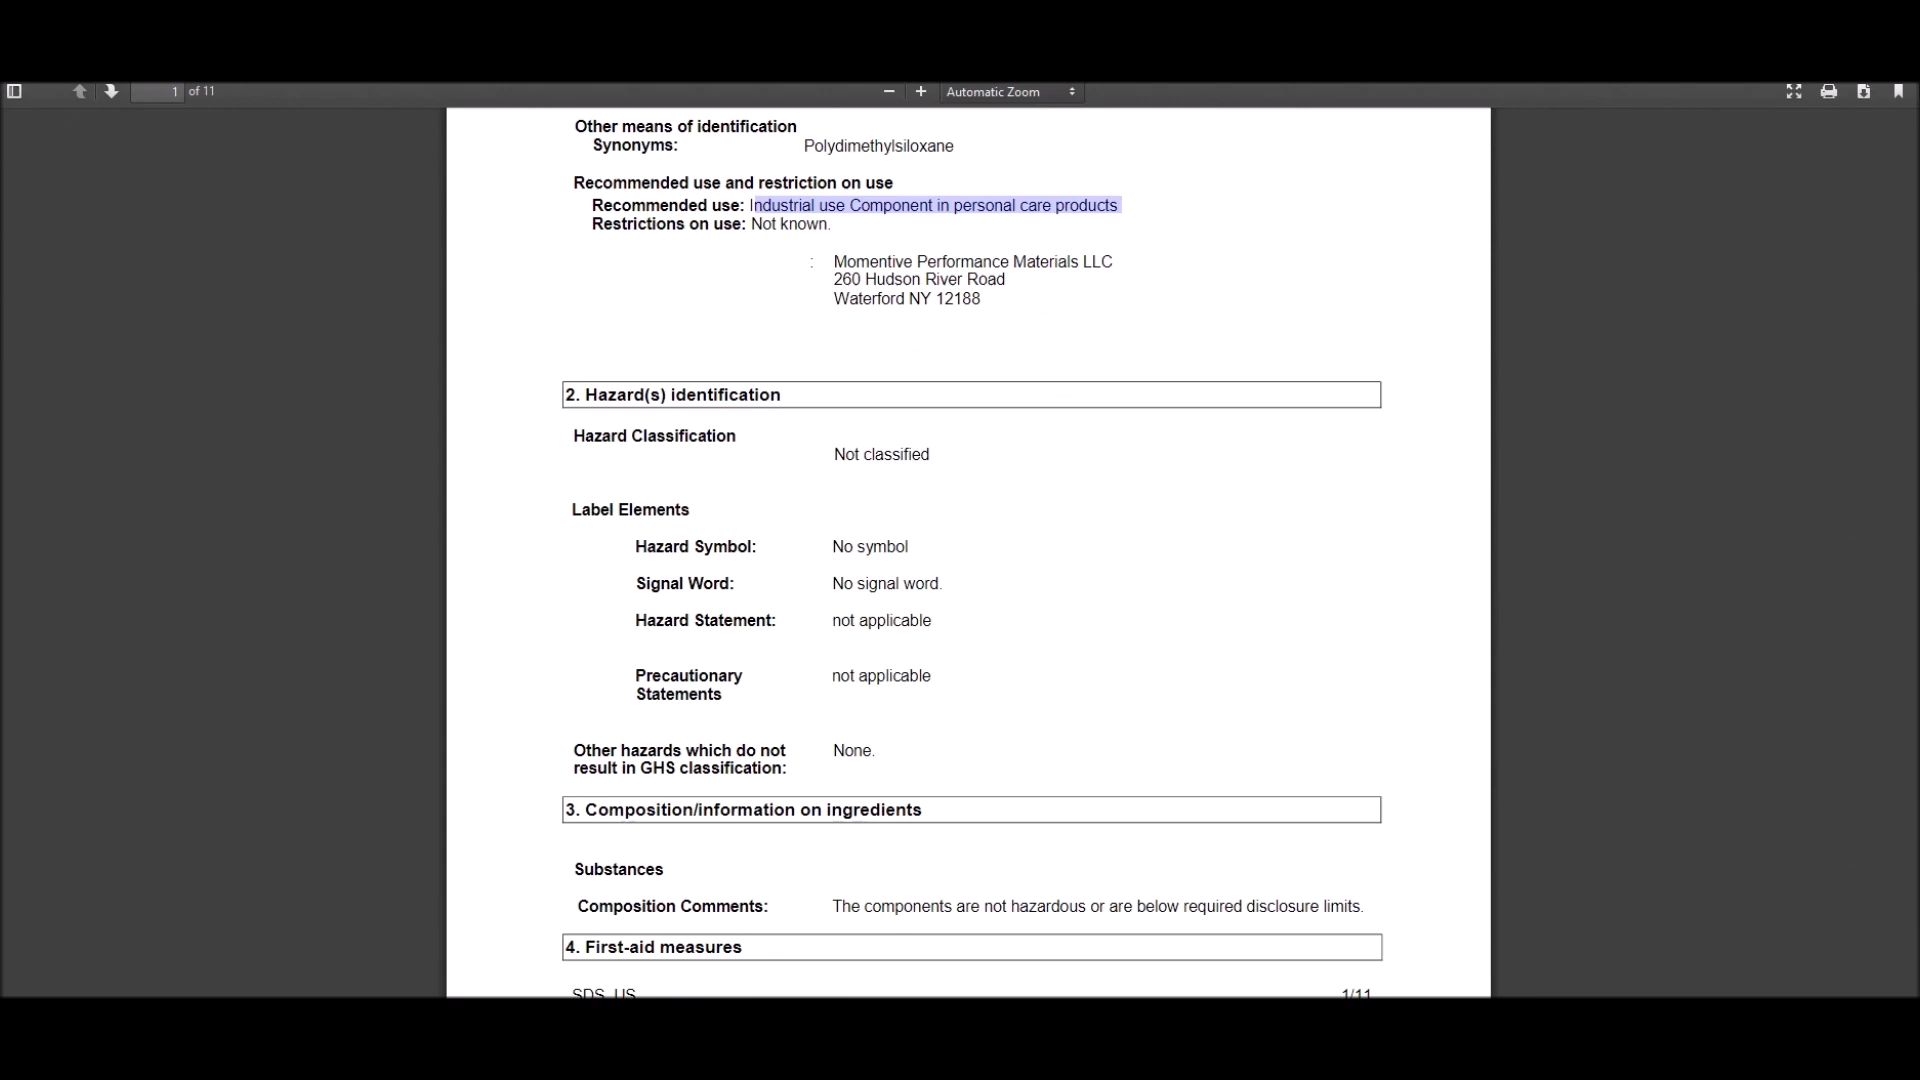 1 of 11
Automatic Zoom
Other means of identification
Synonyms: Polydimethylsiloxane
Recommended use and restriction on use
Recommended use: Industrial use Component in personal care products
Restrictions on use: Not known.
: Momentive Performance Materials LLC
260 Hudson River Road
Waterford NY 12188
2. Hazard(s) identification
Hazard Classification
Not classified
Label Elements
Hazard Symbol: No symbol
Signal Word: No signal word.
Hazard Statement: not applicable
Precautionary not applicable
Statements
Other hazards which do not None.
result in GHS classification:
3. Composition/information on ingredients
Substances
Composition Comments: The components are not hazardous or are below required disclosure limits.
4. First-aid measures
SDS_US 1/11